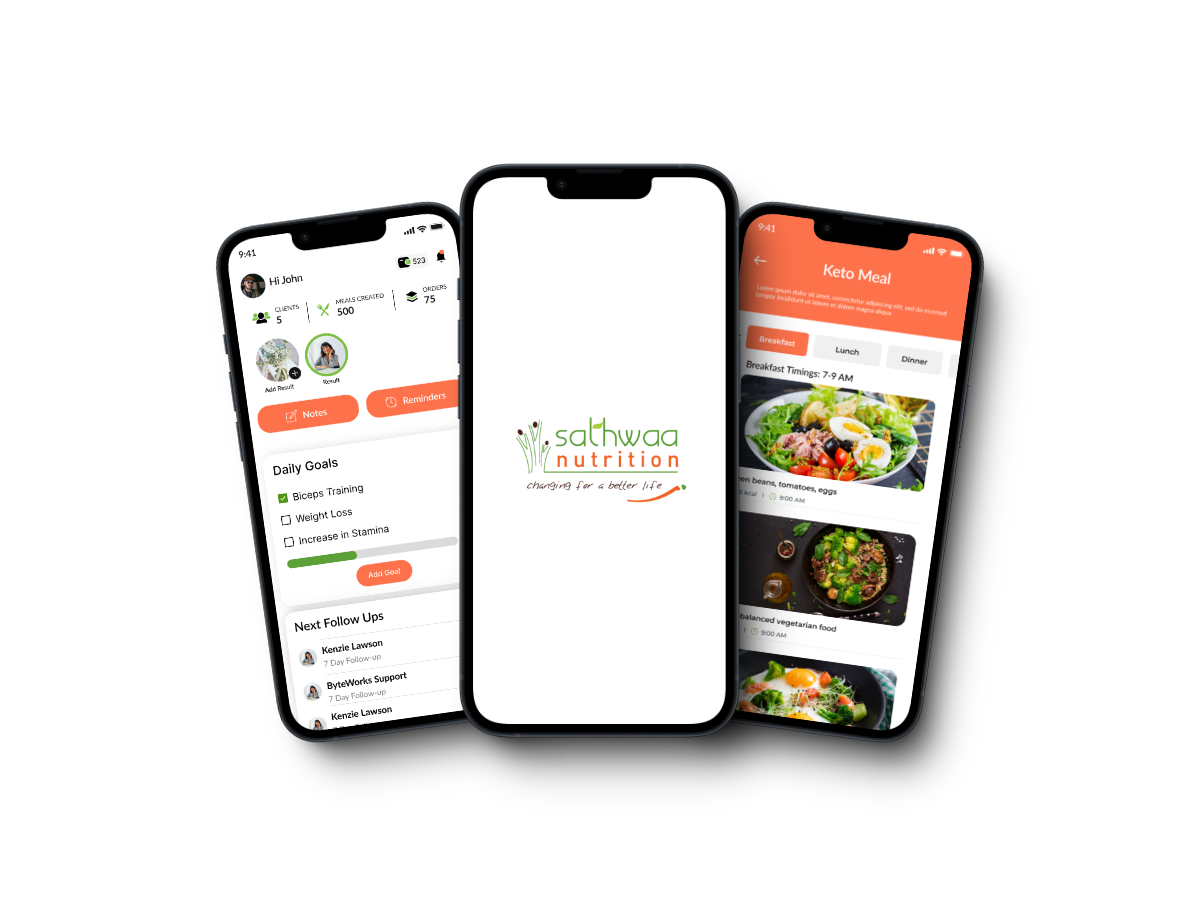 9:41
Hi John
523
CLIENTS
5
MEALS CREATED
500
ORDERS
75
Add Result
Result
Notes
Reminders
Daily Goals
Biceps Training
Weight Loss
Increase in Stamina
Add Goal
Next Follow Ups
Kenzie Lawson
7 Day Follow-up
ByteWorks Support
7 Day Follow-up
Kenzie Lawson
sathwaa
nutrition
changing for a better life
9:41
Keto Meal
Lorem ipsum dolor sit amet, consectetur adipiscing elit, sed do eiusmod
tempor incididunt ut labore et dolore magna aliqua.
Breakfast
Lunch
Dinner
Breakfast Timings: 7-9 AM
beans, tomatoes, eggs
9:00 AM
balanced vegetarian food
9:00 AM